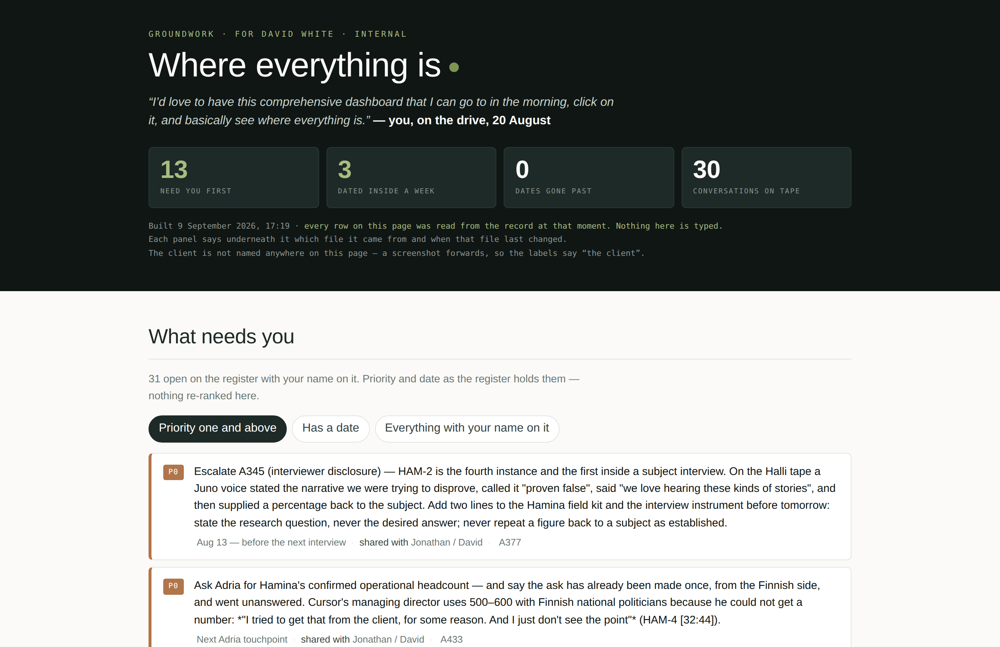 GROUNDWORK · FOR DAVID WHITE · INTERNAL
Where everything is
“I’d love to have this comprehensive dashboard that I can go to in the morning, click on
it, and basically see where everything is.” — you, on the drive, 20 August
13
NEED YOU FIRST
3
DATED INSIDE A WEEK
0
DATES GONE PAST
30
CONVERSATIONS ON TAPE
Built 9 September 2026, 17:19 · every row on this page was read from the record at that moment. Nothing here is typed.
Each panel says underneath it which file it came from and when that file last changed.
The client is not named anywhere on this page — a screenshot forwards, so the labels say “the client”.
What needs you
31 open on the register with your name on it. Priority and date as the register holds them —
nothing re-ranked here.
Priority one and above
Has a date
Everything with your name on it
P0
Escalate A345 (interviewer disclosure) — HAM-2 is the fourth instance and the first inside a subject interview. On the Halli tape a
Juno voice stated the narrative we were trying to disprove, called it "proven false", said "we love hearing these kinds of stories", and
then supplied a percentage back to the subject. Add two lines to the Hamina field kit and the interview instrument before tomorrow:
state the research question, never the desired answer; never repeat a figure back to a subject as established.
Aug 13 — before the next interview · shared with Jonathan / David · A377
P0
Ask Adria for Hamina's confirmed operational headcount — and say the ask has already been made once, from the Finnish side,
and went unanswered. Cursor's managing director uses 500–600 with Finnish national politicians because he could not get a
number: *"I tried to get that from the client, for some reason. And I just don't see the point"* (HAM-4 [32:44]).
Next Adria touchpoint · shared with Jonathan / David · A433